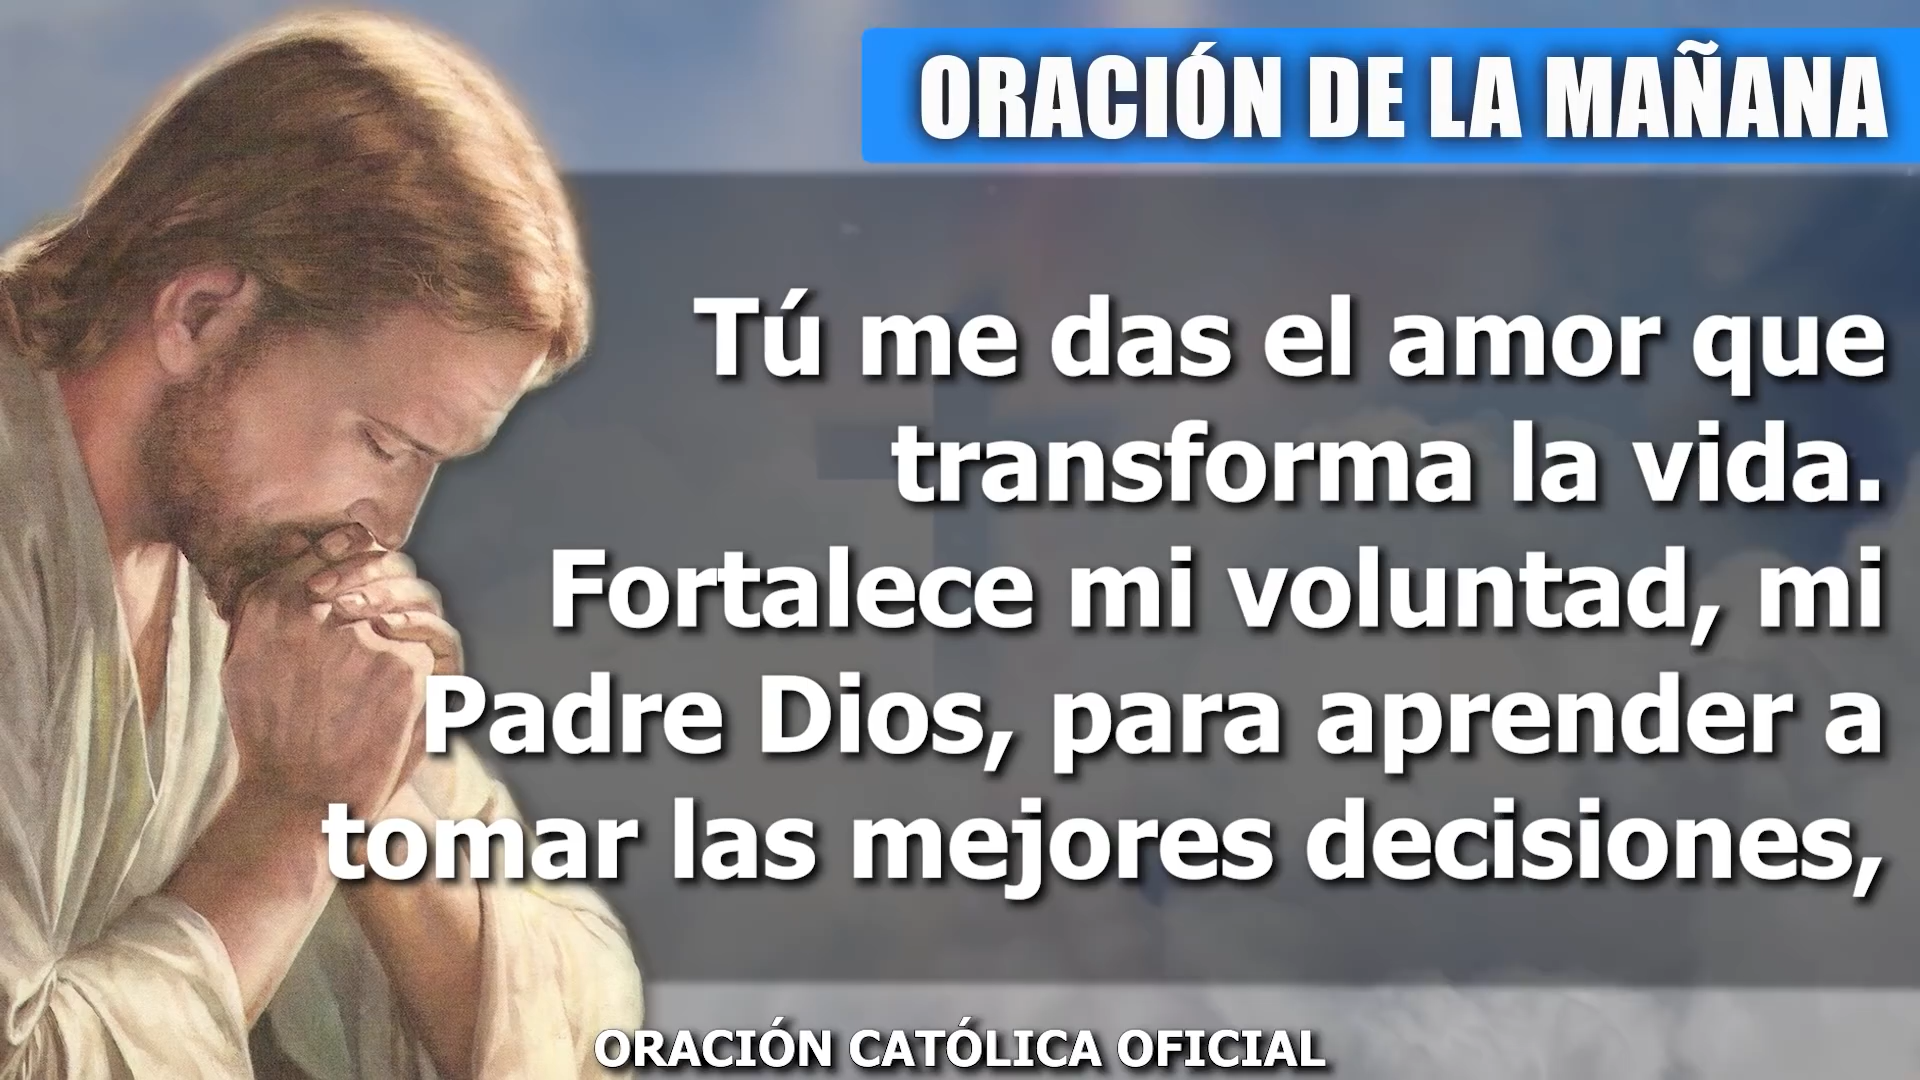 ORACIÓN DE LA MAÑANA
Tú me das el amor que
transforma la vida.
Fortalece mi voluntad, mi
Padre Dios, para aprender a
tomar las mejores decisiones,
ORACIÓN CATÓLICA OFICIAL